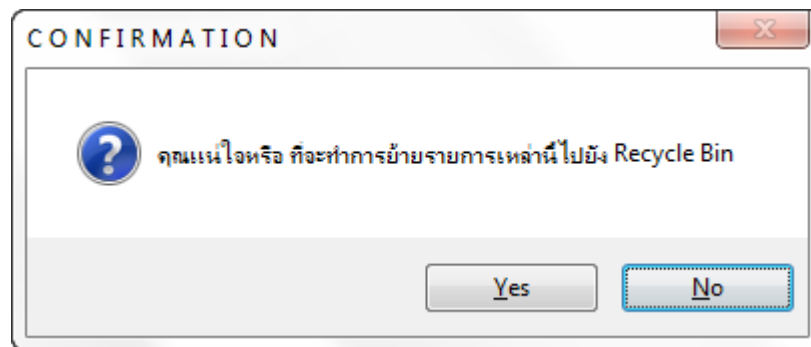 CONFIRMATION
คุณแน่ใจหรือ ที่จะทำการย้ายรายการเหล่านี้ไปยัง Recycle Bin
Yes
No